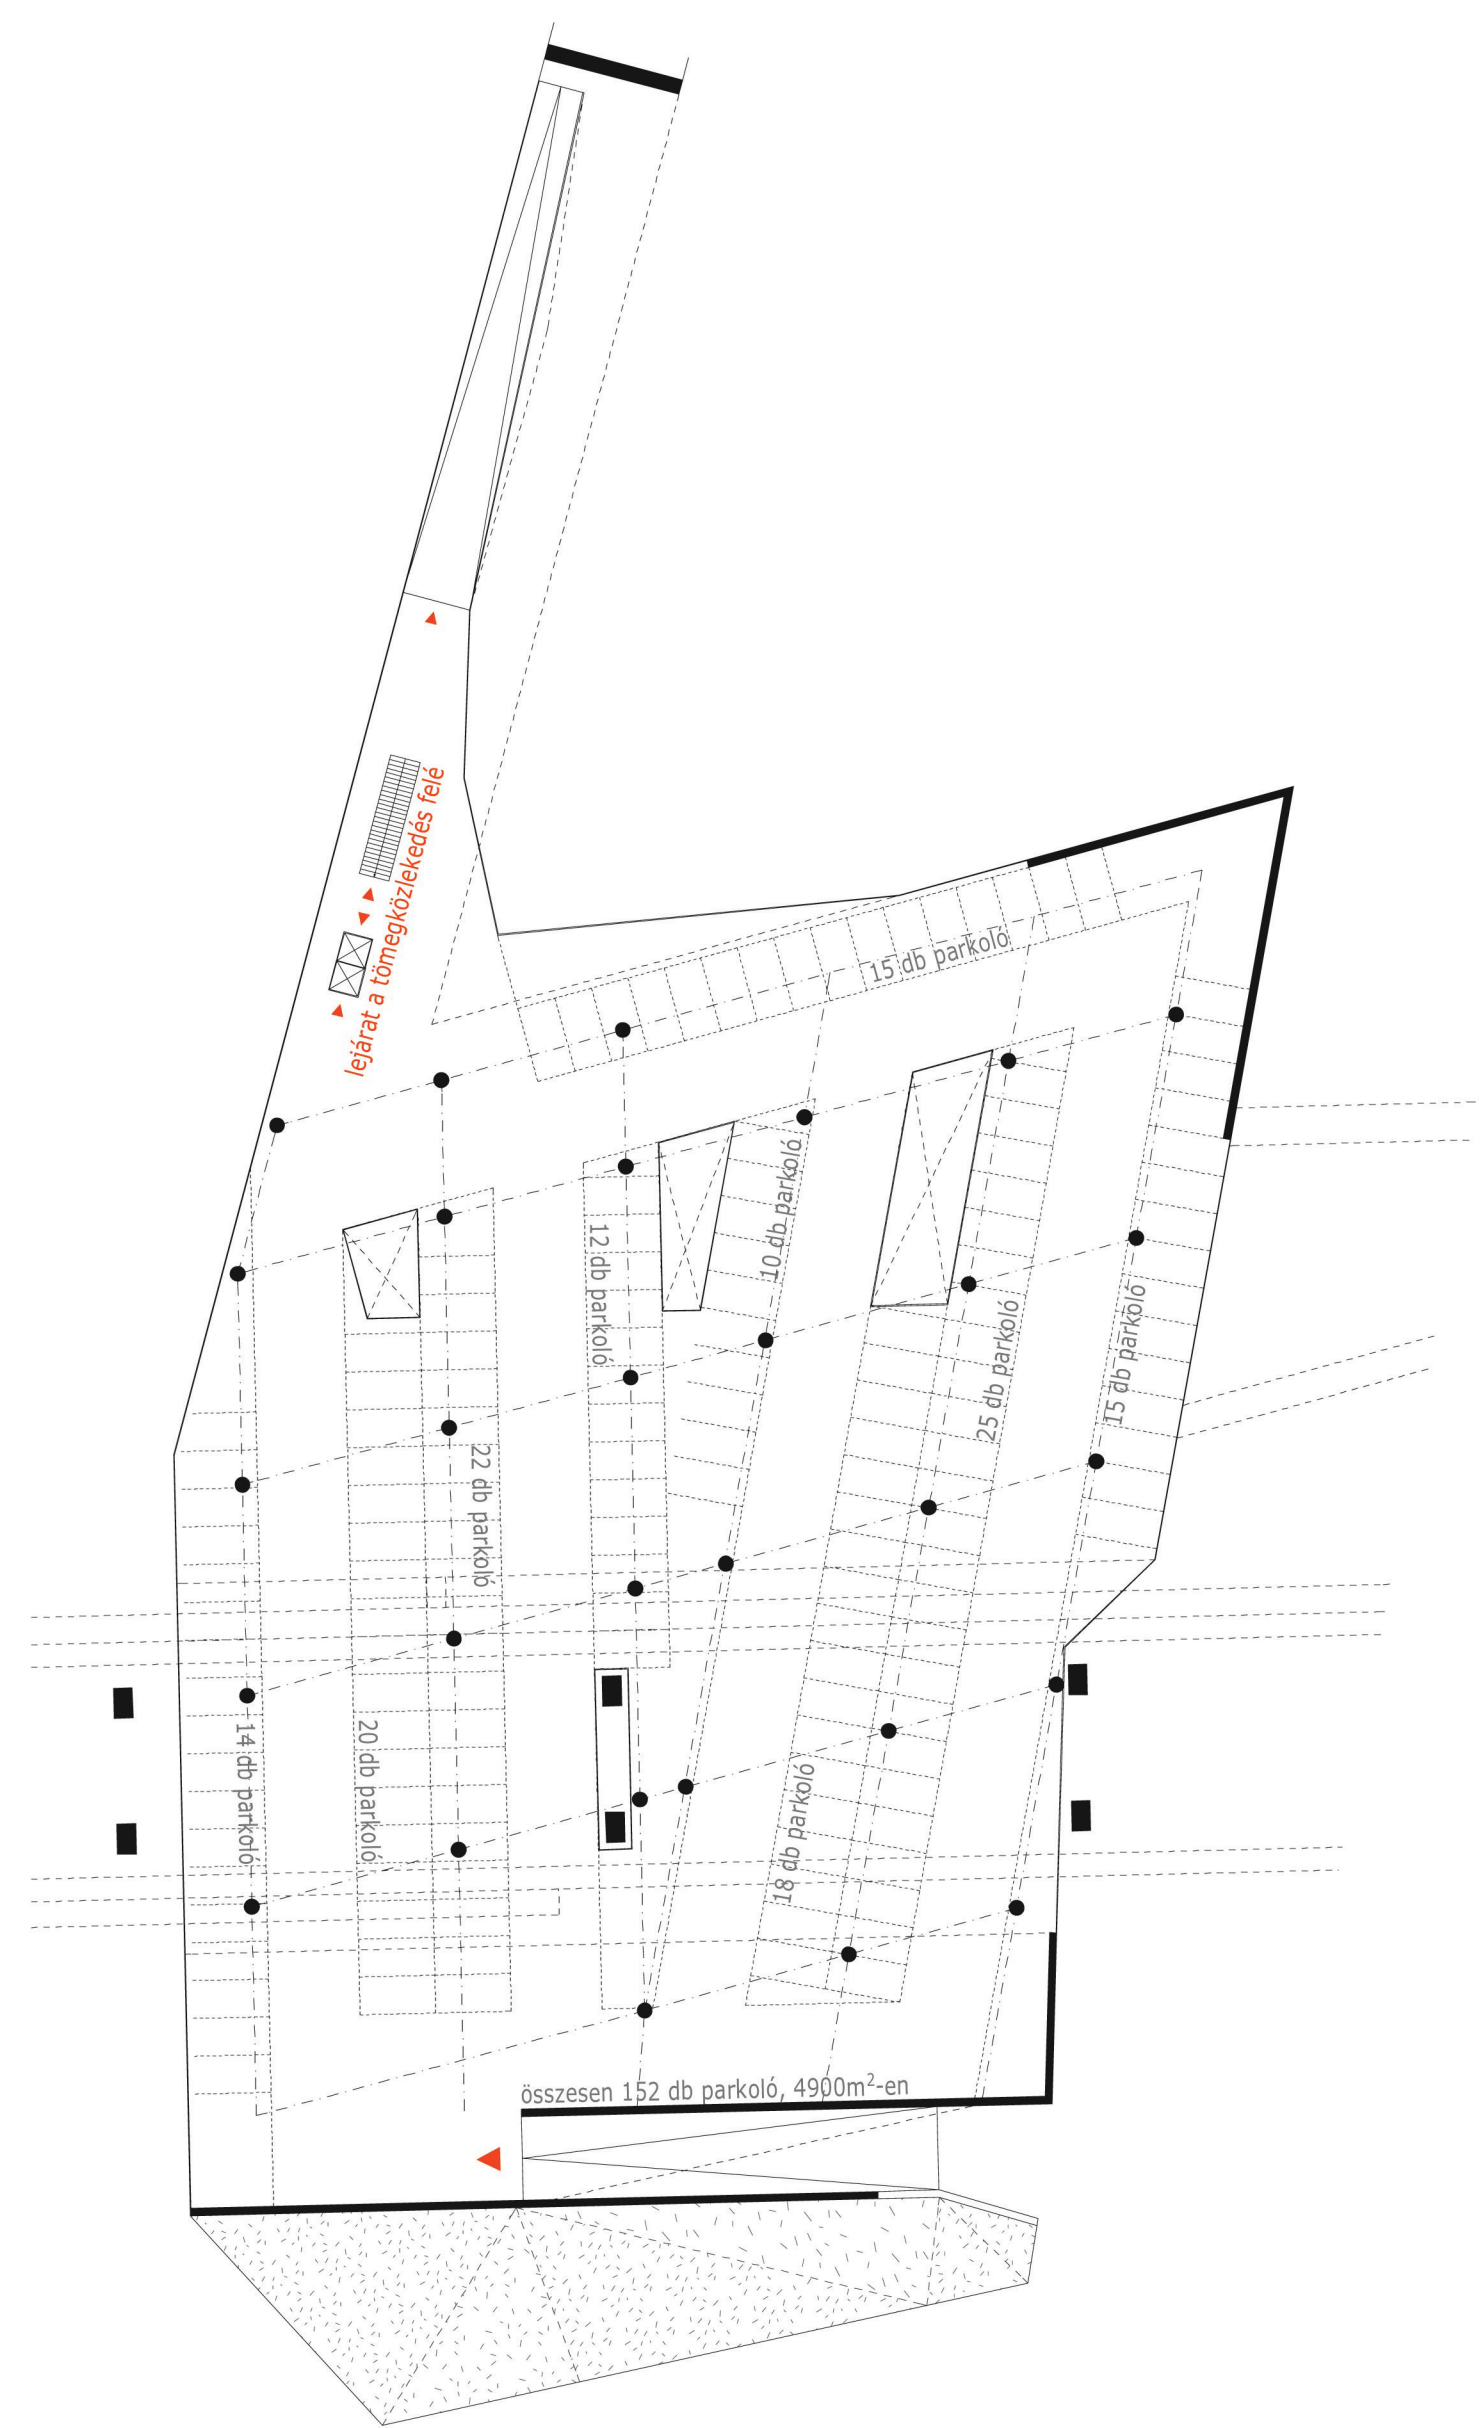 lejárat a tömegközlekedés felé
15 db parkoló
10 db parkoló
12 db parkoló
25 db parkoló
15 db parkoló
22 db parkoló
14 db parkoló
20 db parkoló
18 db parkoló
összesen 152 db parkoló, 4900m²-en